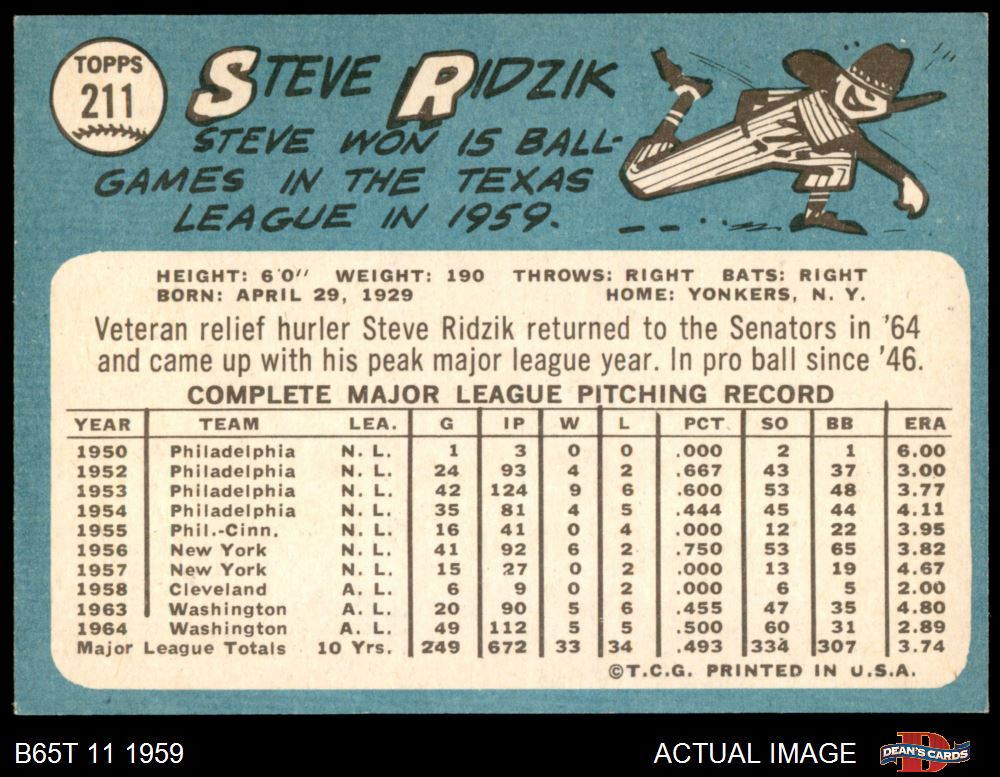 TOPPS
211
STEVE RIDZIK
STEVE WON 15 BALL-
GAMES IN THE TEXAS
LEAGUE IN 1959.
7
HEIGHT: 6'0" WEIGHT: 190 THROWS: RIGHT BATS: RIGHT
BORN: APRIL 29, 1929 HOME: YONKERS, N. Y.
Veteran relief hurler Steve Ridzik returned to the Senators in '64
and came up with his peak major league year. In pro ball since '46.
COMPLETE MAJOR LEAGUE PITCHING RECORD
YEAR TEAM LEA. G IP W L PCT. SO BB ERA
1950 Philadelphia N. L. 1 3 0 0 .000 2 1 6.00
1952 Philadelphia N. L. 24 93 4 2 .667 43 37 3.00
1953 Philadelphia N. L. 42 124 9 6 .600 53 48 3.77
1954 Philadelphia N. L. 35 81 4 5 .444 45 44 4.11
1955 Phil.-Cinn. N. L. 16 41 0 4 .000 12 22 3.95
1956 New York N. L. 41 92 6 2 .750 53 65 3.82
1957 New York N. L. 15 27 0 2 .000 13 19 4.67
1958 Cleveland A. L. 6 9 0 2 .000 6 5 2.00
1963 Washington A. L. 20 90 5 6 .455 47 35 4.80
1964 Washington A. L. 49 112 5 5 .500 60 31 2.89
Major League Totals 10 Yrs. 249 672 33 34 .493 334 307 3.74
©T.C.G. PRINTED IN U.S.A.
B65T 11 1959 ACTUAL IMAGE DEAN'S CARDS